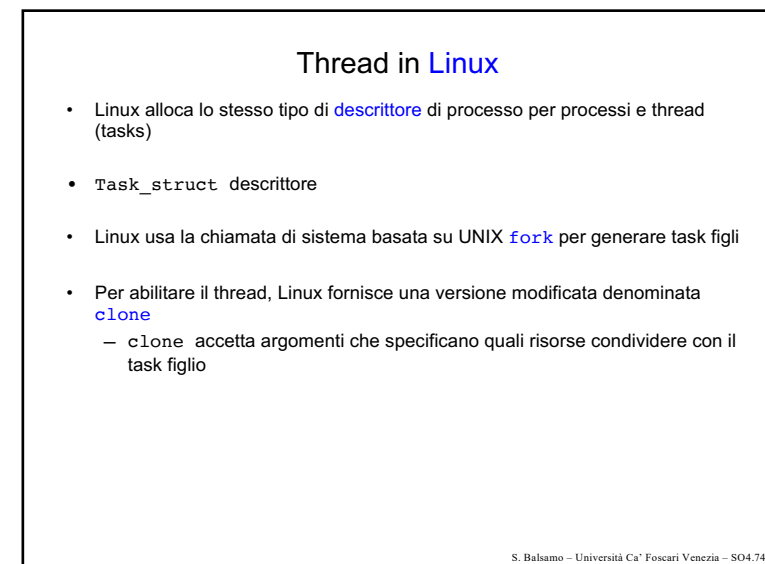 Thread in Linux
• Linux alloca lo stesso tipo di descrittore di processo per processi e thread
(tasks)
• Task_struct descrittore
• Linux usa la chiamata di sistema basata su UNIX fork per generare task figli
• Per abilitare il thread, Linux fornisce una versione modificata denominata
clone
– clone accetta argomenti che specificano quali risorse condividere con il
task figlio
S. Balsamo – Università Ca' Foscari Venezia – SO4.74